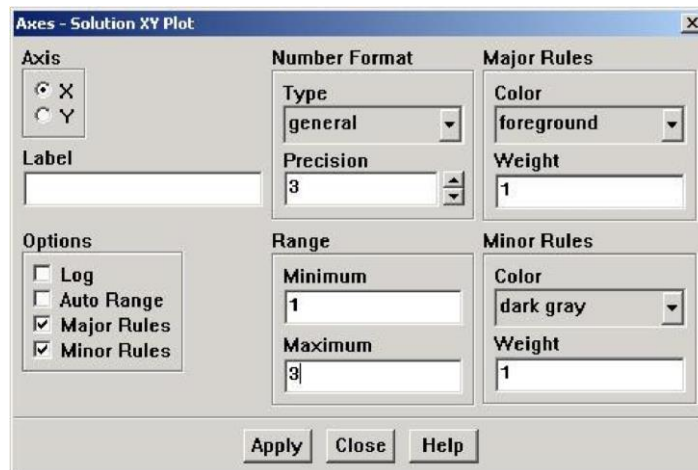 Axes - Solution XY Plot
Axis
X
Y
Label
Options
Log
Auto Range
Major Rules
Minor Rules
Number Format
Type
general
Precision
3
Range
Minimum
1
Maximum
3
Major Rules
Color
foreground
Weight
1
Minor Rules
Color
dark gray
Weight
1
Apply Close Help